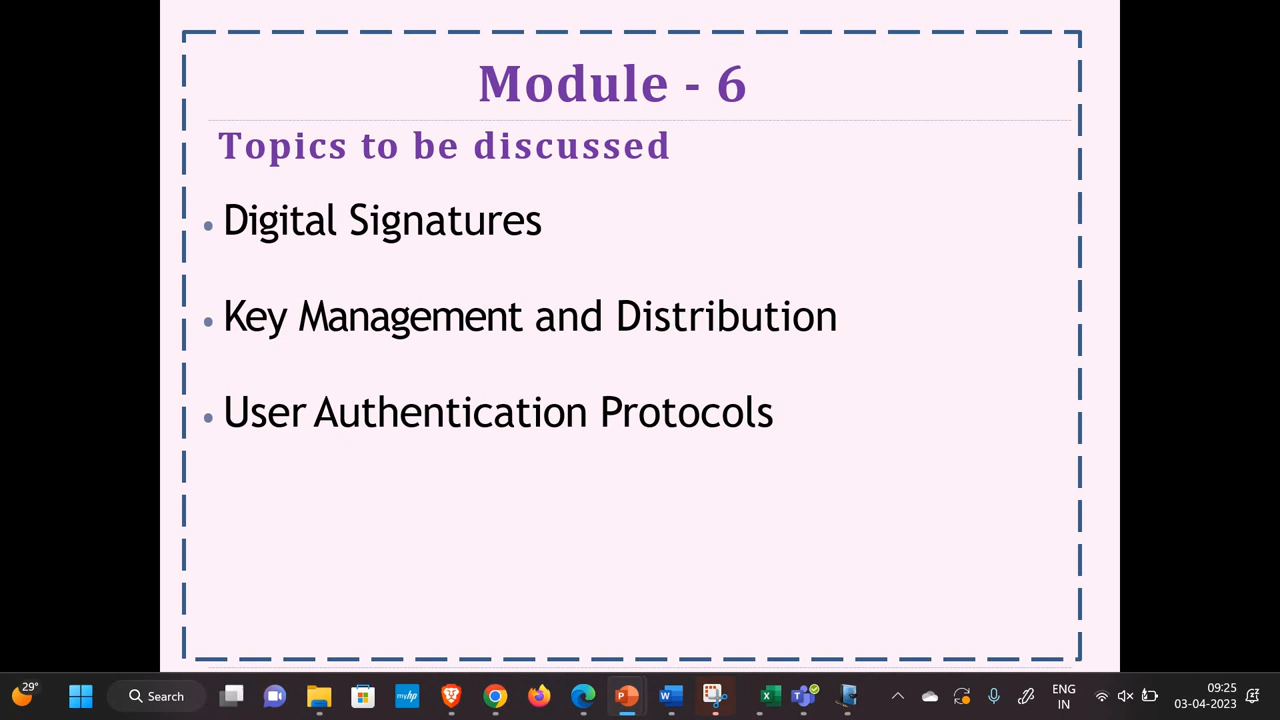 Module - 6
Topics to be discussed
• Digital Signatures
• Key Management and Distribution
• User Authentication Protocols
29°
Search
myhp
ENG
IN
09:25
03-04-2023